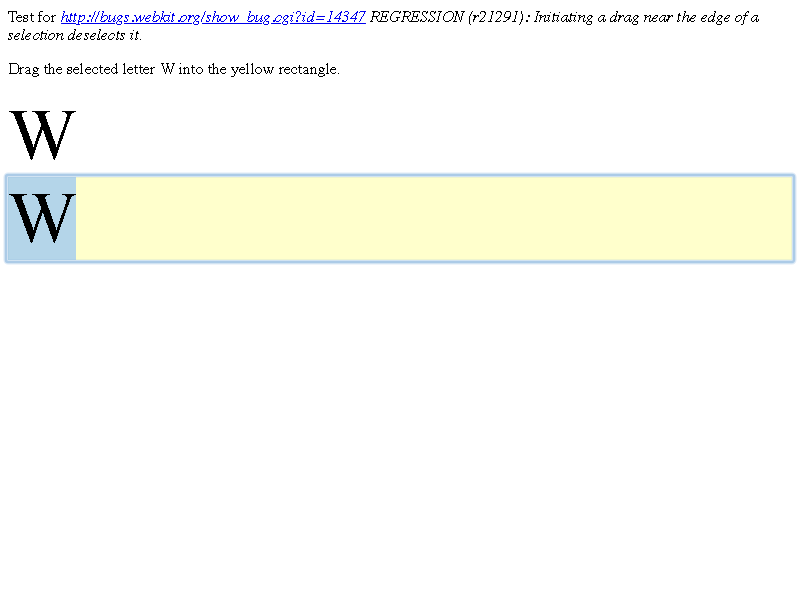 Test for http://bugs.webkit.org/show_bug.cgi?id=14347 REGRESSION (r21291): Initiating a drag near the edge of a
selection deselects it.
Drag the selected letter W into the yellow rectangle.
W
W